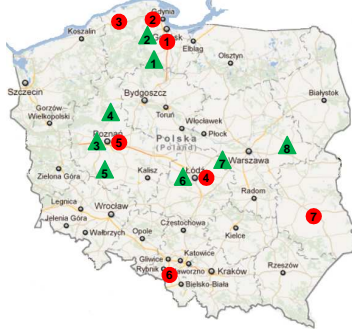 3
2
Gdynia
2
1
Koszalin
Elbląg
1
Olsztyn
Szczecin
Bydgoszcz
Białystok
4
Gorzów
Wielkopolski
Toruń
Włocławek
Płock
Poznań
3
5
Polska
(Poland)
Warszawa
8
7
Zielona Góra
5
Kalisz
6
Łódź
4
Radom
Legnica
Wrocław
7
Jelenia Góra
Wałbrzych
Częstochowa
Opole
Kielce
Gliwice
Katowice
Rybnik
6
Kraków
Rzeszów
Bielsko-Biała